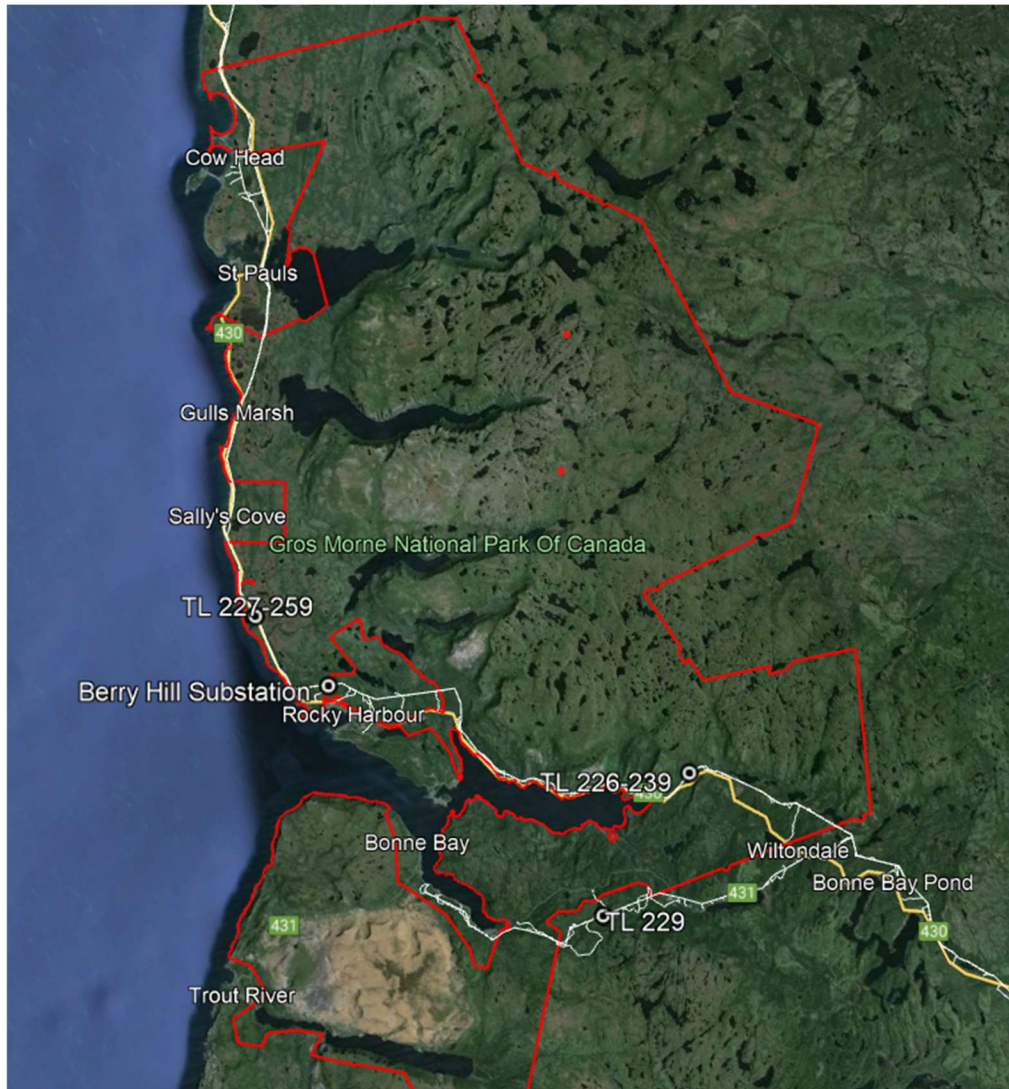 Cow Head
St Pauls
430
Gulls Marsh
Sally's Cove
Gros Morne National Park Of Canada
TL 227-259
Berry Hill Substation
Rocky Harbour
TL 226-239
430
Bonne Bay
Wiltondale
Bonne Bay Pond
431
TL 229
431
430
Trout River